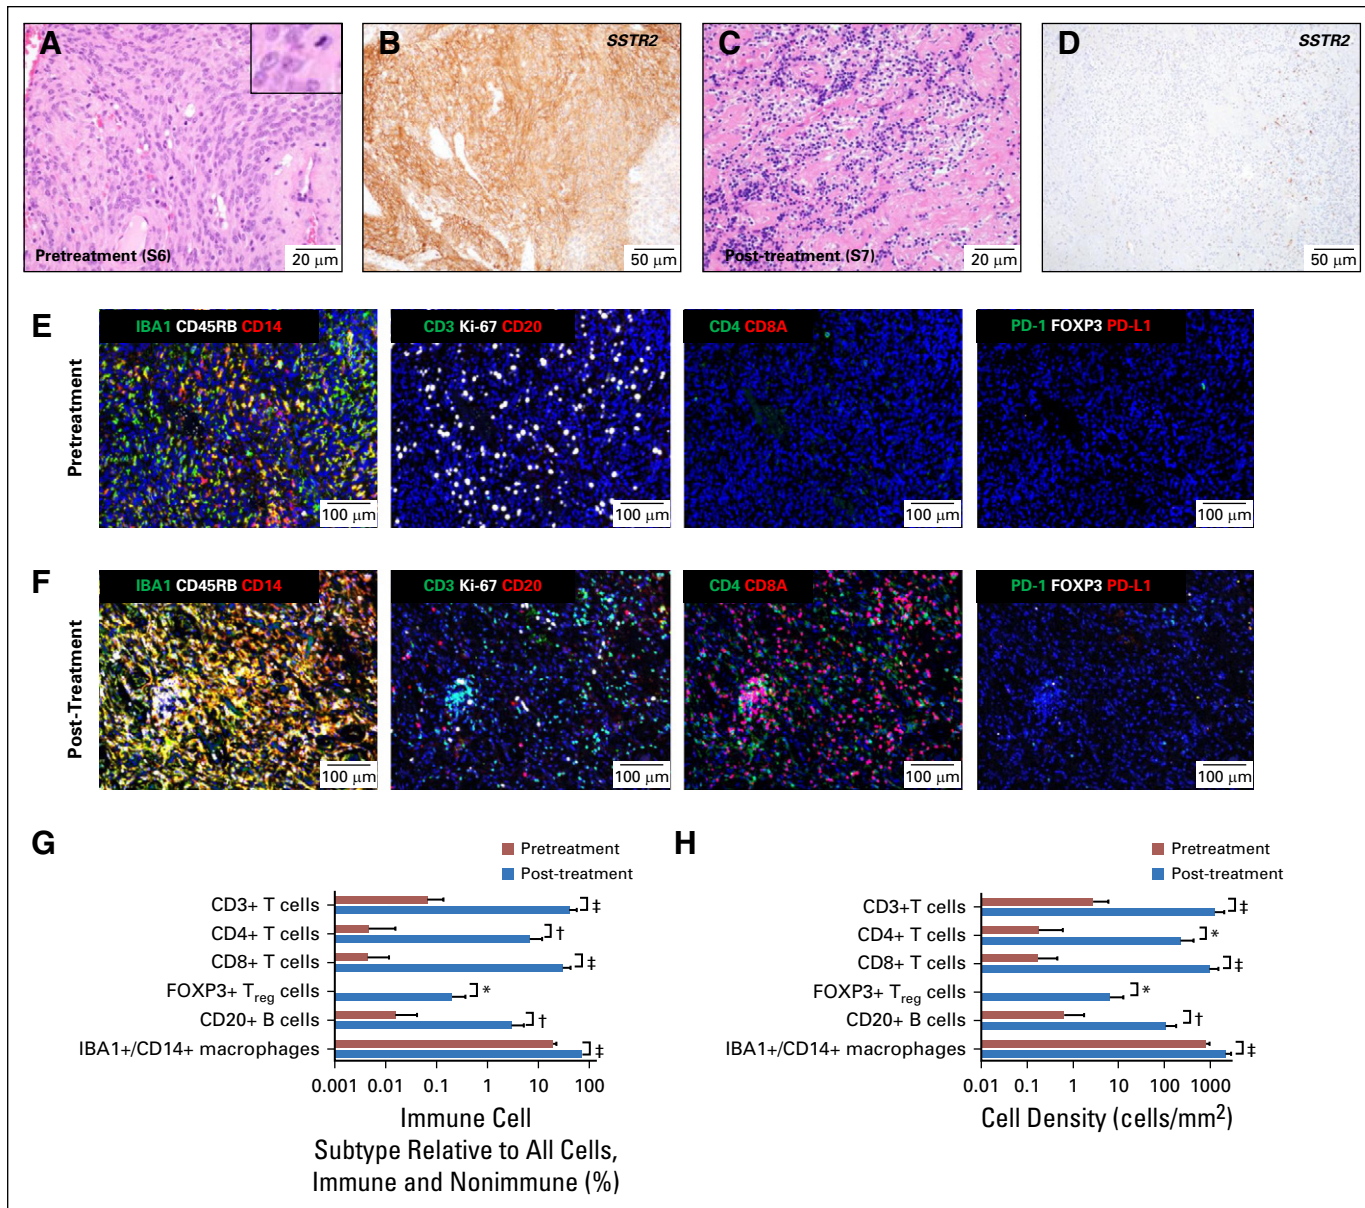 A
B
SSTR2
C
D
SSTR2
Pretreatment (S6)
20 μm
50 μm
Post-treatment (S7)
20 μm
50 μm
E
Pretreatment
IBA1 CD45RB CD14
CD3 Ki-67 CD20
CD4 CD8A
PD-1 FOXP3 PD-L1
100 μm
100 μm
100 μm
100 μm
F
Post-Treatment
IBA1 CD45RB CD14
CD3 Ki-67 CD20
CD4 CD8A
PD-1 FOXP3 PD-L1
100 μm
100 μm
100 μm
100 μm
G
Pretreatment
Post-treatment
CD3+ T cells
‡
CD4+ T cells
†
CD8+ T cells
‡
FOXP3+ Treg cells
*
CD20+ B cells
†
IBA1+/CD14+ macrophages
‡
0.001 0.01 0.1 1 10 100
Immune Cell
Subtype Relative to All Cells,
Immune and Nonimmune (%)
H
Pretreatment
Post-treatment
CD3+T cells
‡
CD4+ T cells
*
CD8+ T cells
‡
FOXP3+ Treg cells
*
CD20+ B cells
†
IBA1+/CD14+ macrophages
‡
0.01 0.1 1 10 100 1000
Cell Density (cells/mm2)